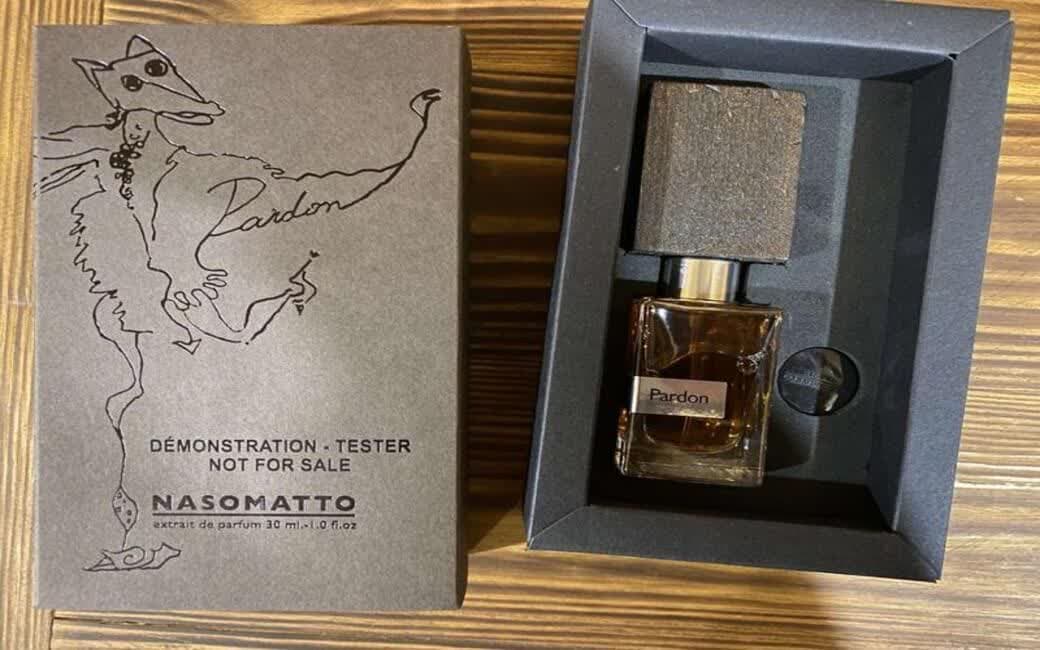 Pardon
DÉMONSTRATION - TESTER
NOT FOR SALE
NASOMATTO
extrait de parfum 30 ml.-1.0 fl.oz
Pardon